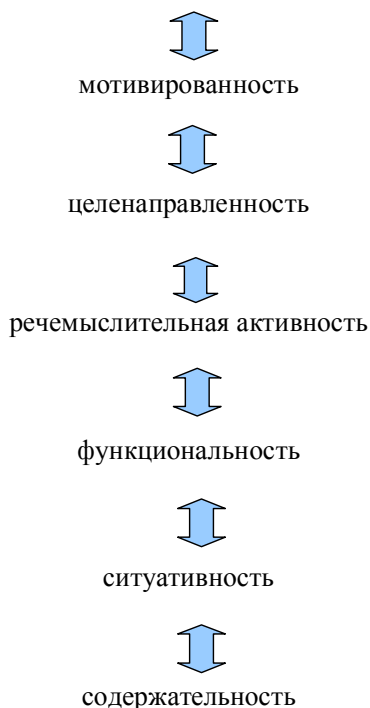 мотивированность
целенаправленность
речемыслительная активность
функциональность
ситуативность
содержательность